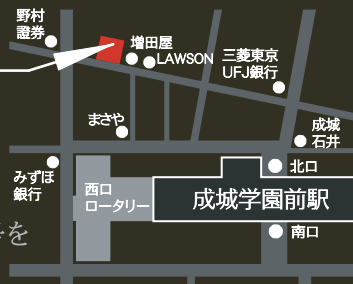 野村
證券
増田屋
LAWSON
三菱東京
UFJ銀行
まさや
成城
石井
みずほ
銀行
西口
ロータリー
北口
成城学園前駅
南口
を